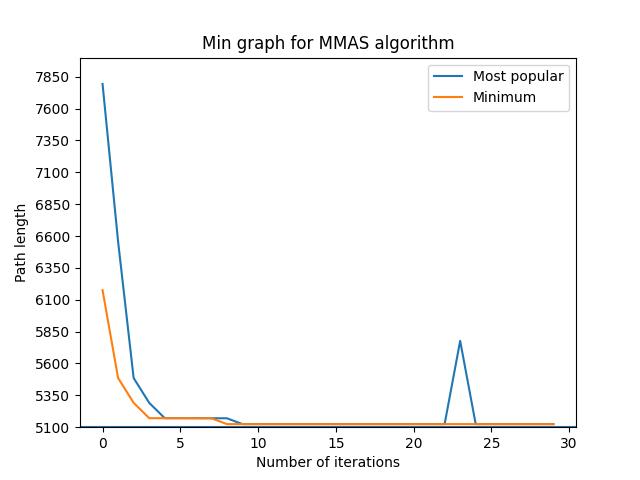 Min graph for MMAS algorithm
Most popular
Minimum
7850
7600
7350
7100
6850
6600
6350
6100
5850
5600
5350
5100
Path length
0 5 10 15 20 25 30
Number of iterations